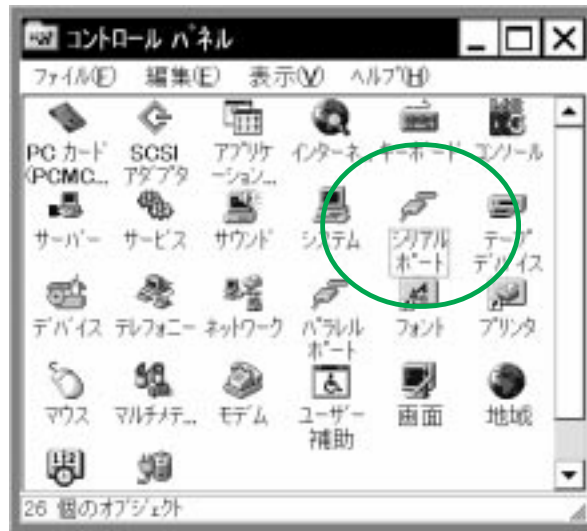 コントロール パネル
ファイル(F) 編集(E) 表示(V) ヘルプ(H)
PC カード SCSI アプリケ インターネ.. キーボード コンソール
(PCMC... アダプタ ーション...
サーバー サービス サウンド システム シリアル テープ
ポート デバイス
デバイス テレフォニー ネットワーク パラレル フォント プリンタ
ポート
マウス マルチメディ... モデム ユーザー 画面 地域
補助
26 個のオブジェクト